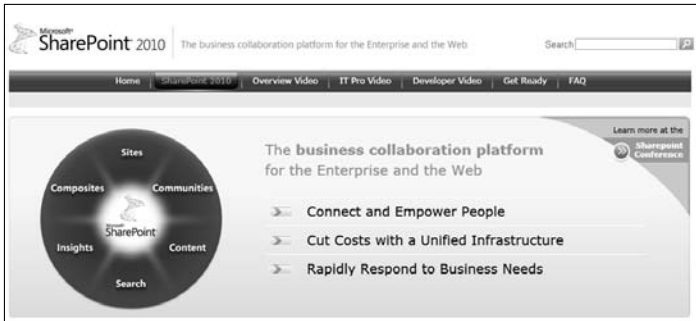 Microsoft®
SharePoint® 2010
The business collaboration platform for the Enterprise and the Web
Search
Home | SharePoint 2010 | Overview Video | IT Pro Video | Developer Video | Get Ready | FAQ
Learn more at the
Sharepoint
Conference
Sites
Composites
Communities
Microsoft®
SharePoint
Insights
Content
Search
The business collaboration platform
for the Enterprise and the Web
Connect and Empower People
Cut Costs with a Unified Infrastructure
Rapidly Respond to Business Needs